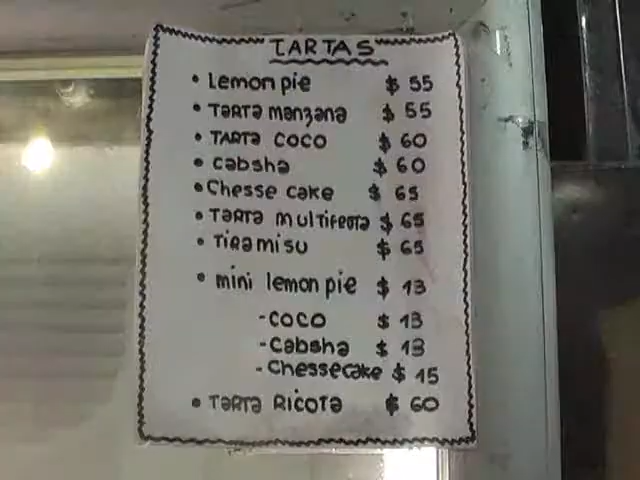 TARTAS
• Lemon pie $ 55
• TARTA manzana $ 55
• TARTA COCO $ 60
• cabsha $ 60
• Chesse cake $ 65
• TARTA multifruta $ 65
• Tiramisu $ 65
• mini lemon pie $ 13
- COCO $ 13
- Cabsha $ 13
- Chessecake $ 15
• TARTA RICOTA $ 60